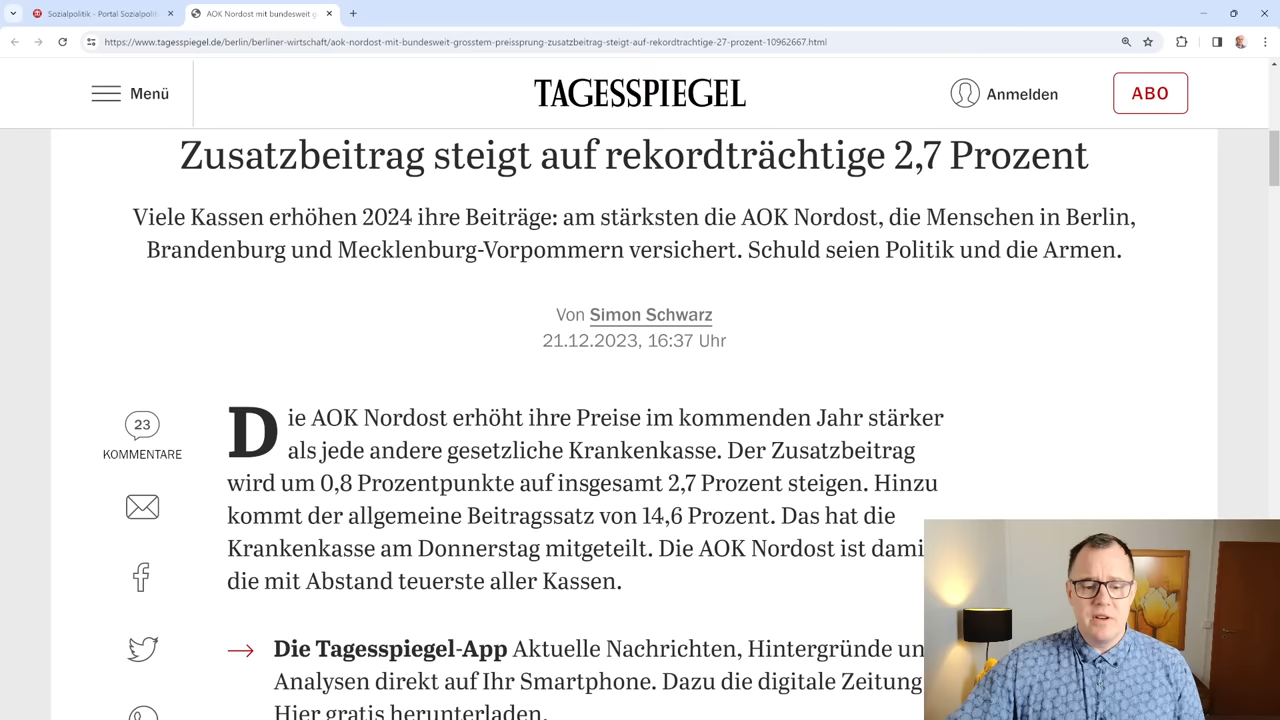 Sozialpolitik - Portal Sozialpoli
AOK Nordost mit bundesweit g
https://www.tagesspiegel.de/berlin/berliner-wirtschaft/aok-nordost-mit-bundesweit-grosstem-preissprung-zusatzbeitrag-steigt-auf-rekordtrachtige-27-prozent-10962667.html
Menü
TAGESSPIEGEL
Anmelden
ABO
Zusatzbeitrag steigt auf rekordträchtige 2,7 Prozent
Viele Kassen erhöhen 2024 ihre Beiträge: am stärksten die AOK Nordost, die Menschen in Berlin,
Brandenburg und Mecklenburg-Vorpommern versichert. Schuld seien Politik und die Armen.
Von Simon Schwarz
21.12.2023, 16:37 Uhr
23
KOMMENTARE
Die AOK Nordost erhöht ihre Preise im kommenden Jahr stärker
als jede andere gesetzliche Krankenkasse. Der Zusatzbeitrag
wird um 0,8 Prozentpunkte auf insgesamt 2,7 Prozent steigen. Hinzu
kommt der allgemeine Beitragssatz von 14,6 Prozent. Das hat die
Krankenkasse am Donnerstag mitgeteilt. Die AOK Nordost ist dami
die mit Abstand teuerste aller Kassen.
Die Tagesspiegel-App Aktuelle Nachrichten, Hintergründe un
Analysen direkt auf Ihr Smartphone. Dazu die digitale Zeitung
Hier gratis herunterladen.